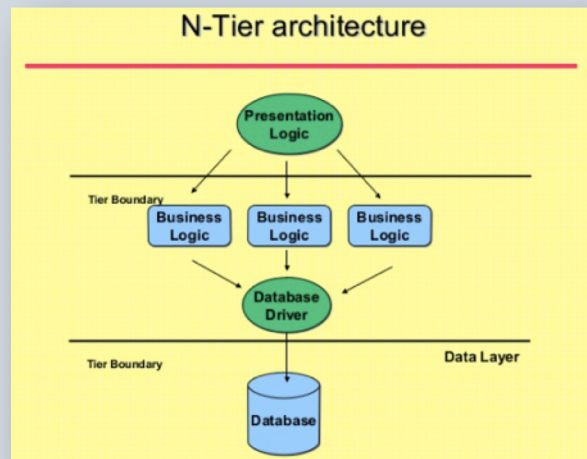 N-Tier architecture
Presentation
Logic
Tier Boundary
Business
Logic
Business
Logic
Business
Logic
Database
Driver
Tier Boundary
Data Layer
Database